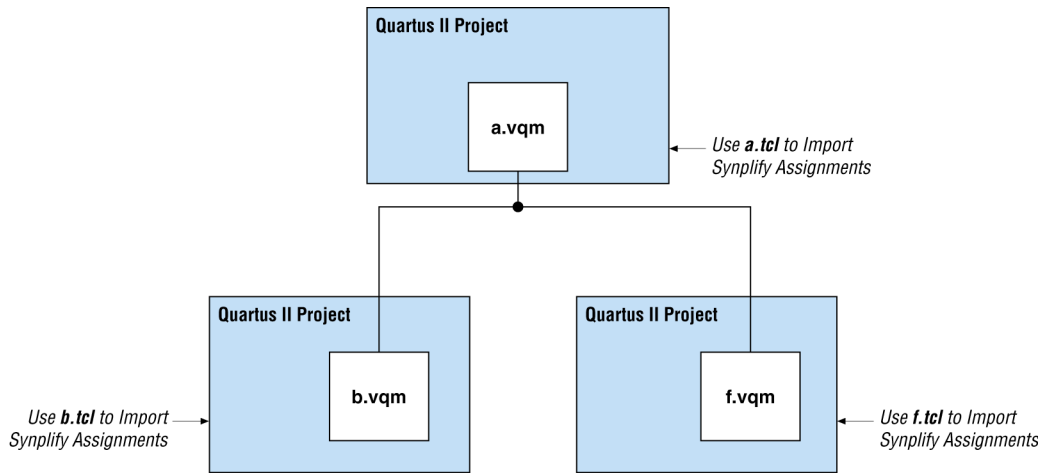 Quartus II Project
a.vqm
Use a.tcl to Import
Synplify Assignments
Quartus II Project
b.vqm
Use b.tcl to Import
Synplify Assignments
Quartus II Project
f.vqm
Use f.tcl to Import
Synplify Assignments